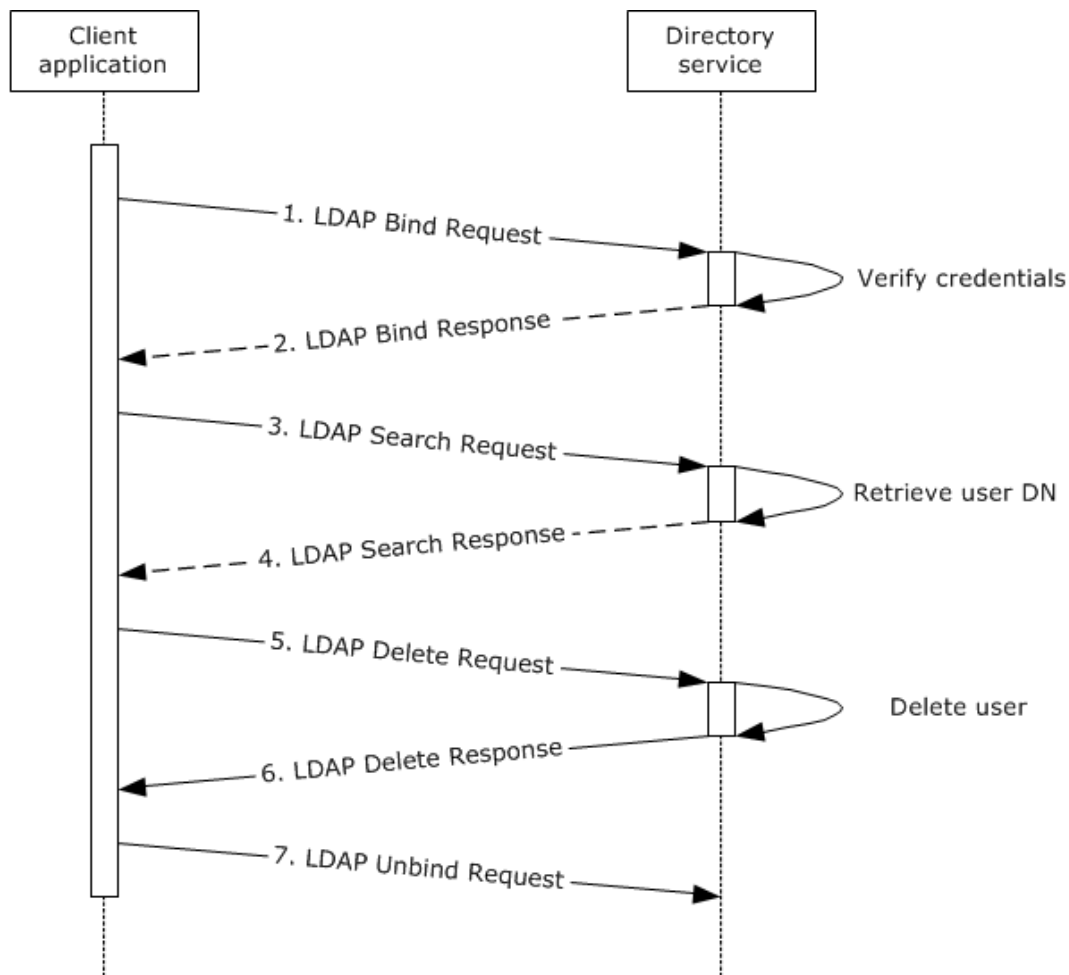 Client
application
Directory
service
1. LDAP Bind Request
Verify credentials
2. LDAP Bind Response
3. LDAP Search Request
Retrieve user DN
4. LDAP Search Response
5. LDAP Delete Request
Delete user
6. LDAP Delete Response
7. LDAP Unbind Request